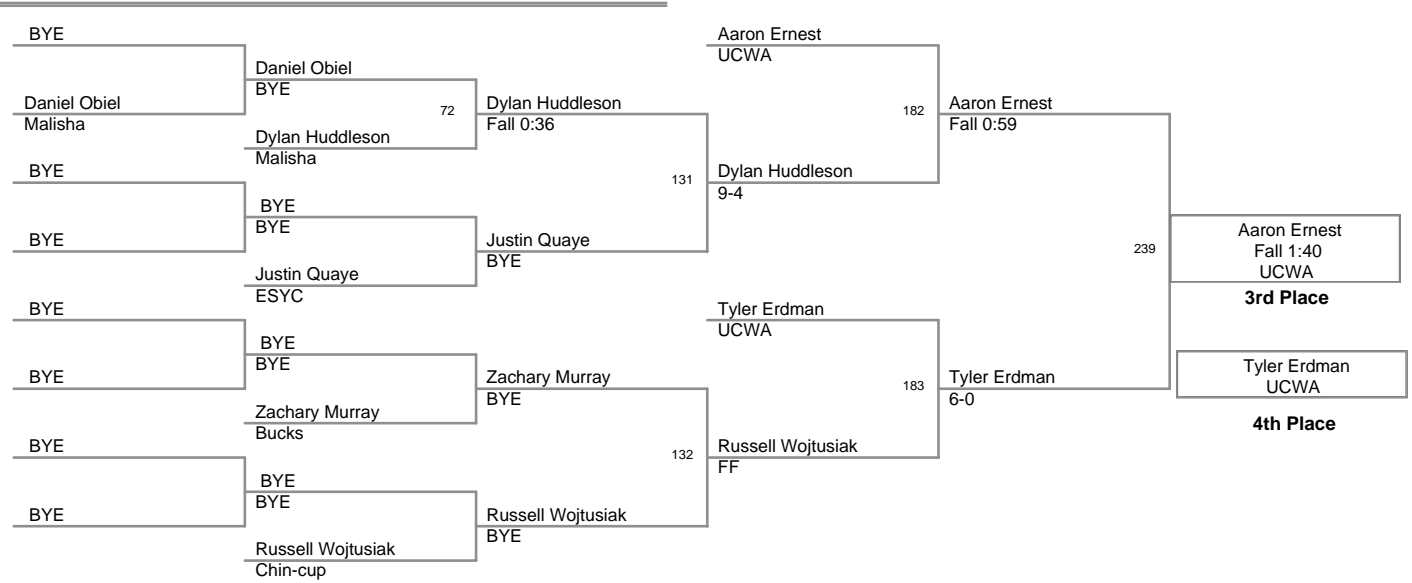 BYE
Daniel Obiel
Malisha
BYE
BYE
BYE
BYE
BYE
BYE
Daniel Obiel
BYE
72
Dylan Huddleson
Malisha
BYE
BYE
Justin Quaye
ESYC
BYE
BYE
Zachary Murray
Bucks
BYE
BYE
Russell Wojtusiak
Chin-cup
Dylan Huddleson
Fall 0:36
131
Justin Quaye
BYE
Zachary Murray
BYE
132
Russell Wojtusiak
BYE
Aaron Ernest
UCWA
182
Dylan Huddleson
9-4
Tyler Erdman
UCWA
183
Russell Wojtusiak
FF
Aaron Ernest
Fall 0:59
239
Tyler Erdman
6-0
Aaron Ernest
Fall 1:40
UCWA
3rd Place
Tyler Erdman
UCWA
4th Place